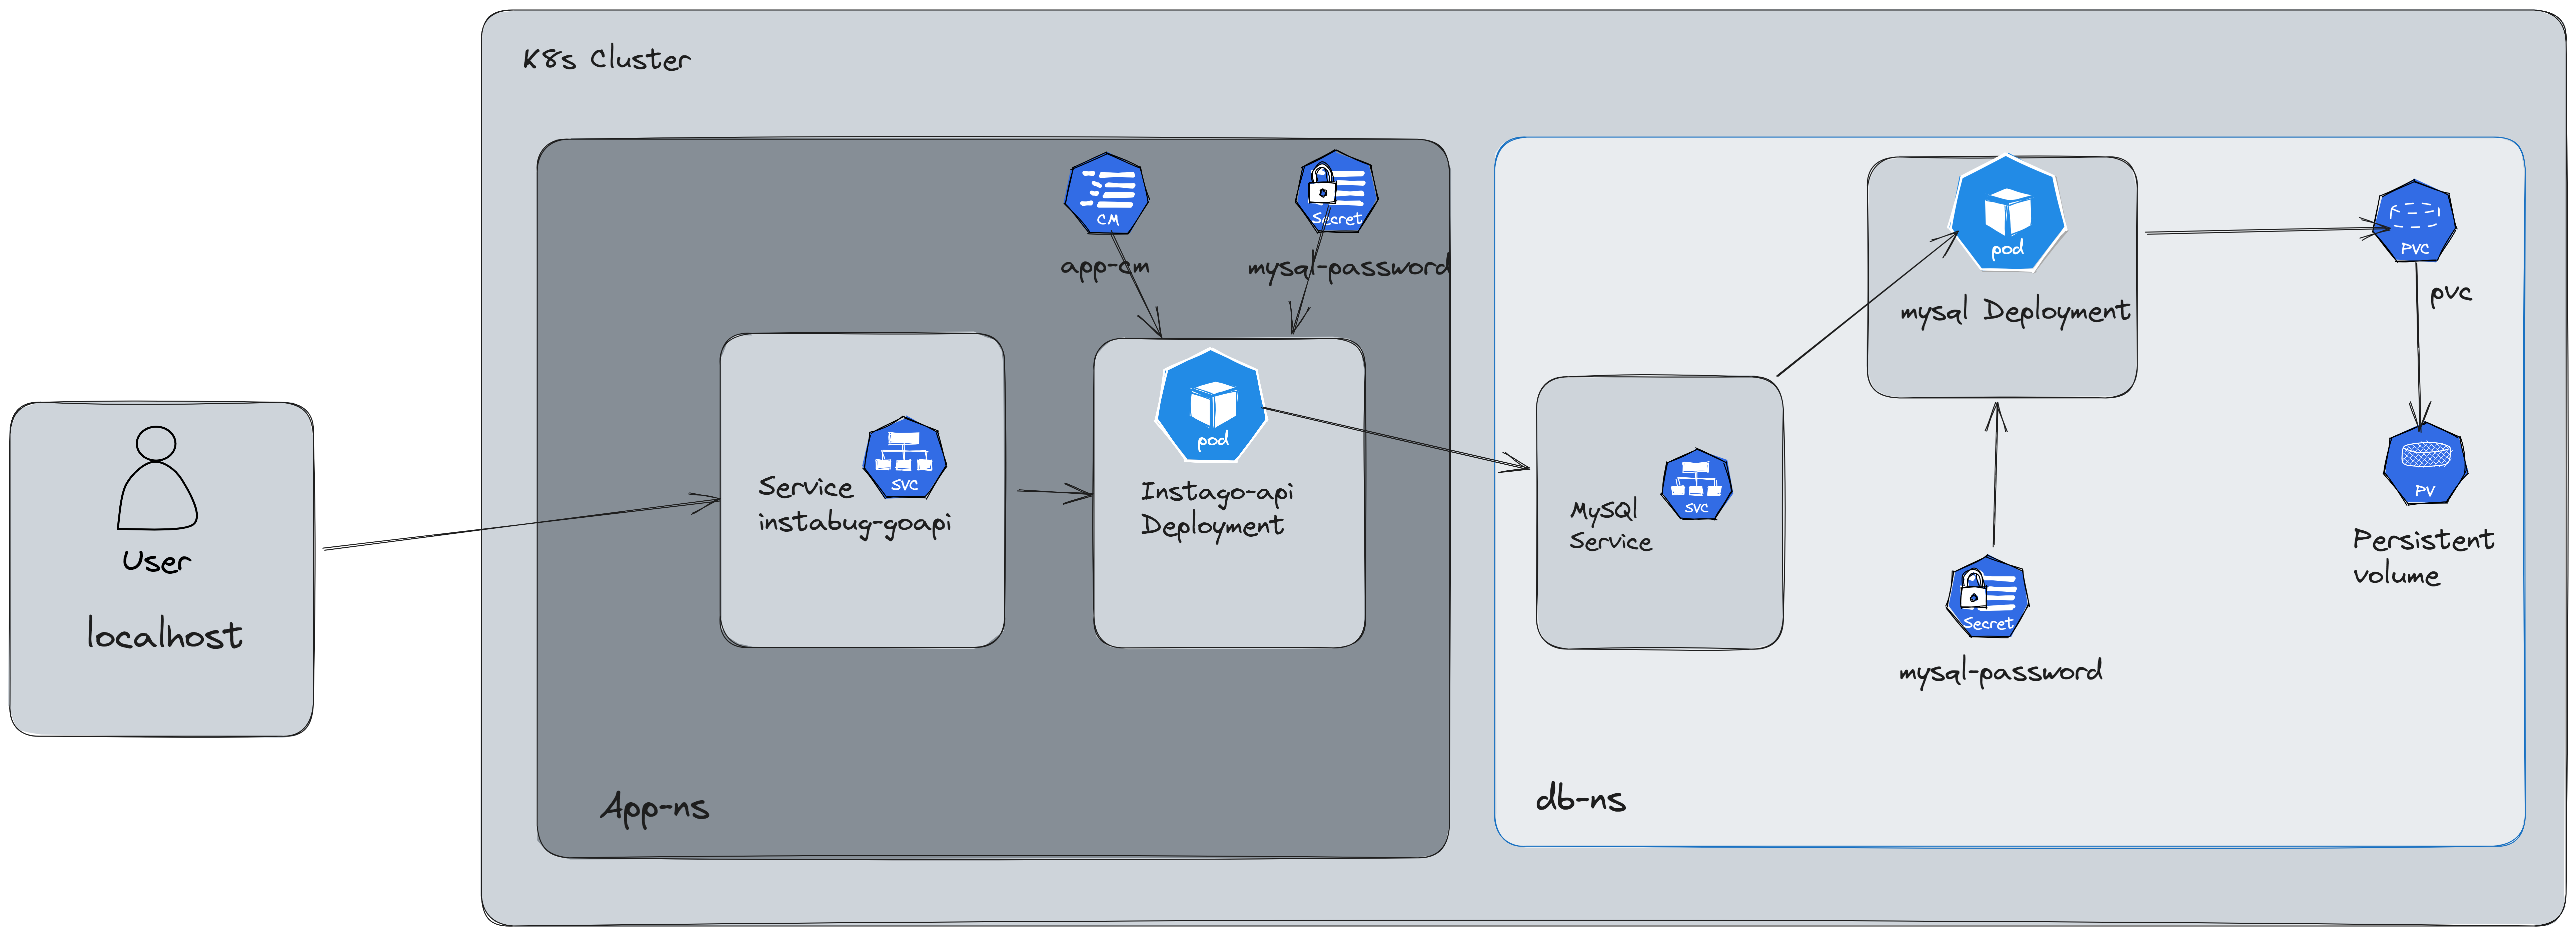 K8s Cluster
CM
app-cm
Secret
mysql-password
User
localhost
SVC
Service
instabug-goapi
pod
Instago-api
Deployment
App-ns
pod
mysql Deployment
PVC
pvc
SVC
MySQl
Service
PV
Persistent
volume
Secret
mysql-password
db-ns